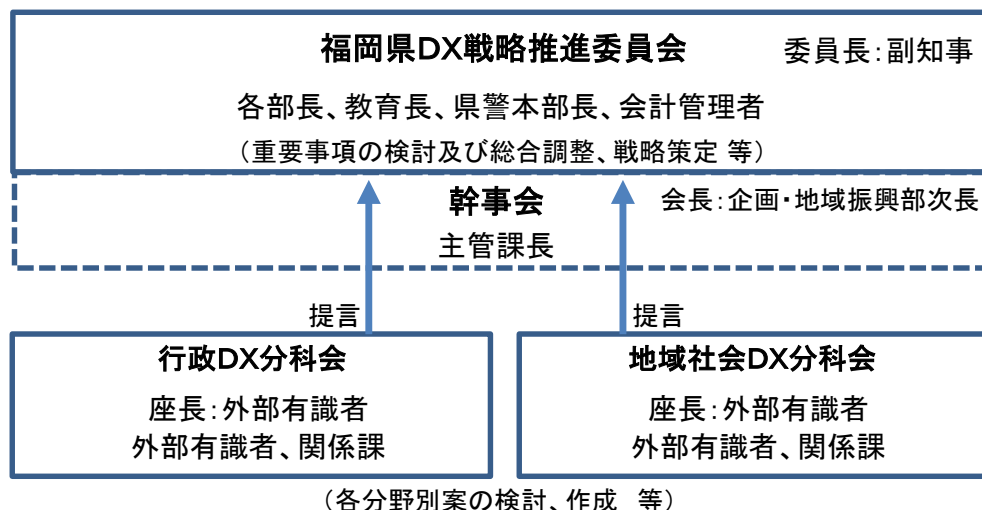 福岡県DX戦略推進委員会 委員長：副知事
各部長、教育長、県警本部長、会計管理者
（重要事項の検討及び総合調整、戦略策定 等）
幹事会 会長：企画・地域振興部次長
主管課長
提言 提言
行政DX分科会
座長：外部有識者
外部有識者、関係課
地域社会DX分科会
座長：外部有識者
外部有識者、関係課
（各分野別案の検討、作成 等）